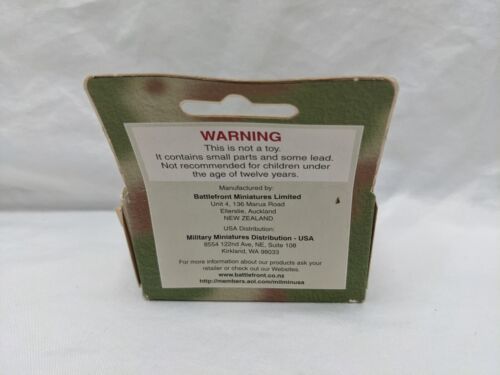 WARNING
This is not a toy.
It contains small parts and some lead.
Not recommended for children under
the age of twelve years.
Manufactured by:
Battlefront Miniatures Limited
Unit 4, 136 Marua Road
Ellerslie, Auckland
NEW ZEALAND
USA Distribution:
Military Miniatures Distribution - USA
8554 122nd Ave, NE, Suite 108
Kirkland, WA 98033
For more information about our products ask your
retailer or check out our Websites.
www.battlefront.co.nz
http://members.aol.com/milminusa